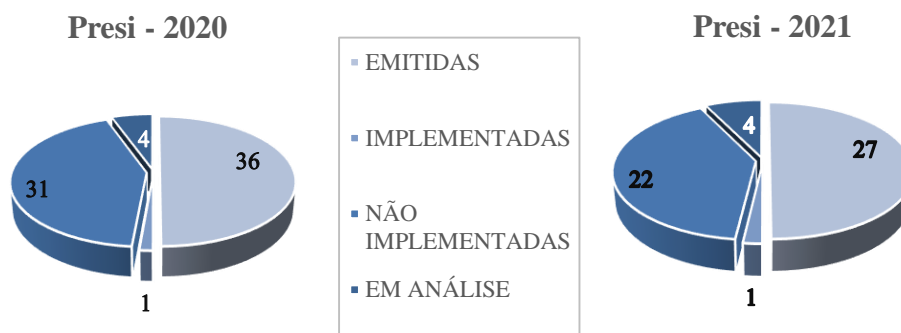 Presi - 2020
4
36
31
1
EMITIDAS
IMPLEMENTADAS
NÃO
IMPLEMENTADAS
EM ANÁLISE
Presi - 2021
4
27
22
1